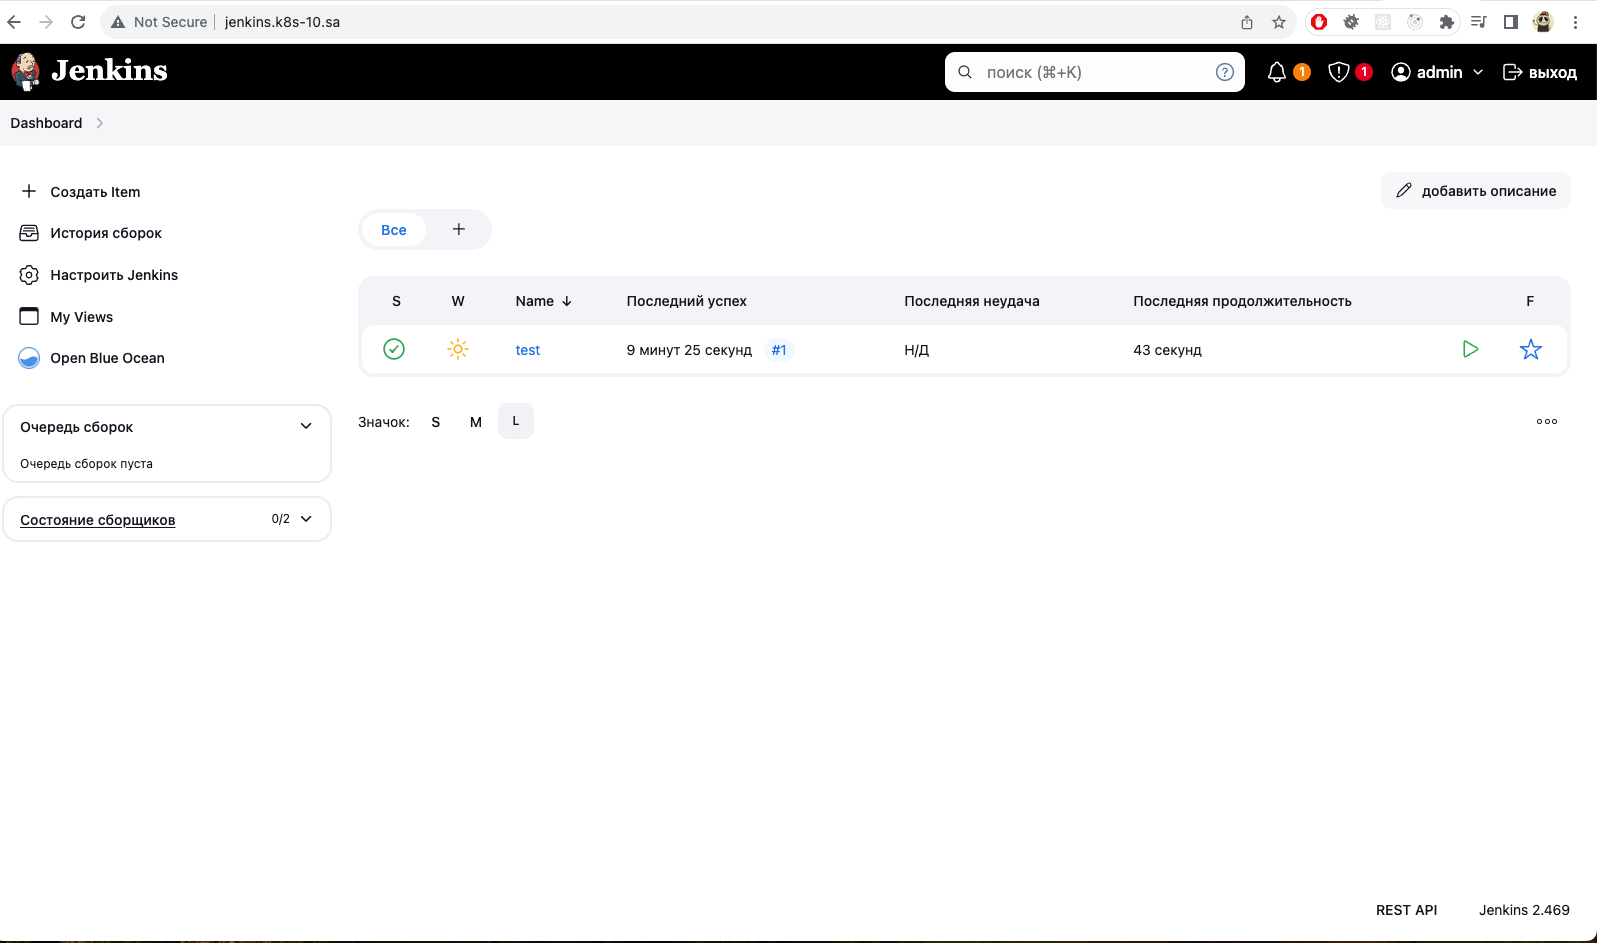 Not Secure jenkins.k8s-10.sa
Jenkins поиск (⌘+K) 1 1 admin выход
Dashboard
Создать Item
История сборок
Настроить Jenkins
My Views
Open Blue Ocean
Очередь сборок
Очередь сборок пуста
Состояние сборщиков 0/2
добавить описание
Все
S W Name ↓ Последний успех Последняя неудача Последняя продолжительность F
test 9 минут 25 секунд #1 Н/Д 43 секунд
Значок: S M L
REST API Jenkins 2.469